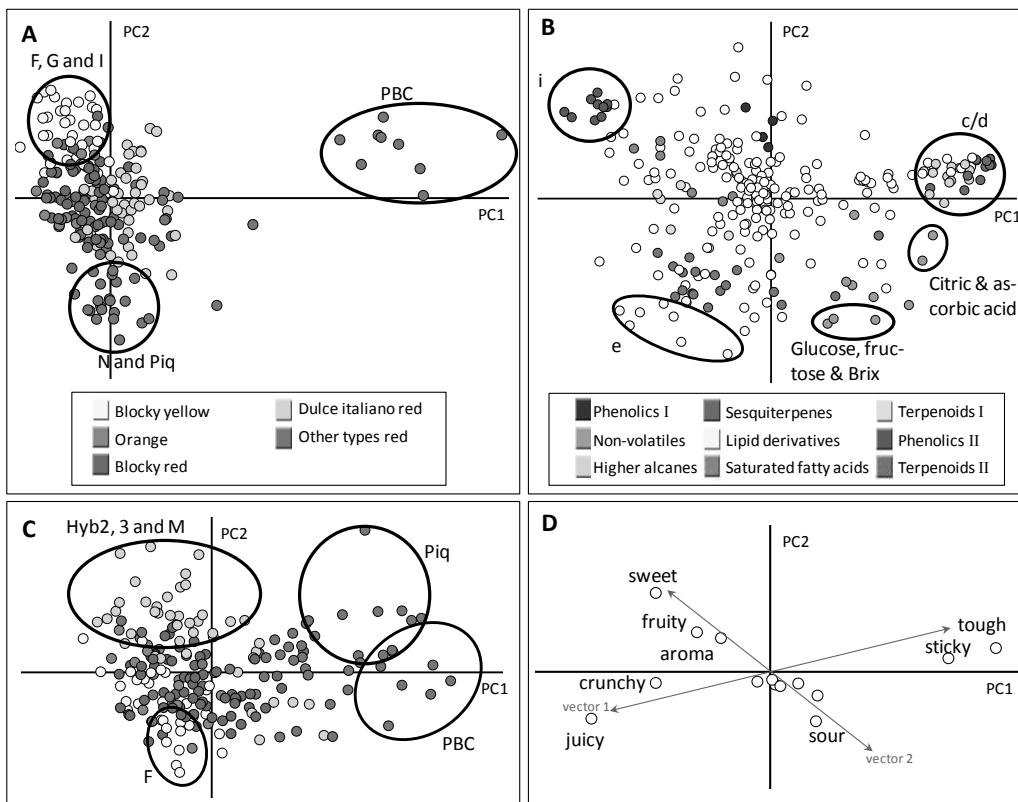 A
PC2
F, G and I
PBC
PC1
N and Piq
Blocky yellow
Dulce italiano red
Orange
Other types red
Blocky red
B
PC2
i
c/d
PC1
Citric & as-
corbic acid
Glucose, fruc-
tose & Brix
e
Phenolics I
Sesquiterpenes
Terpenoids I
Non-volatiles
Lipid derivatives
Phenolics II
Higher alcanes
Saturated fatty acids
Terpenoids II
C
Hyb2, 3 and M
PC2
Piq
PC1
PBC
F
D
PC2
sweet
fruity
aroma
tough
sticky
crunchy
PC1
vector 1
juicy
sour
vector 2